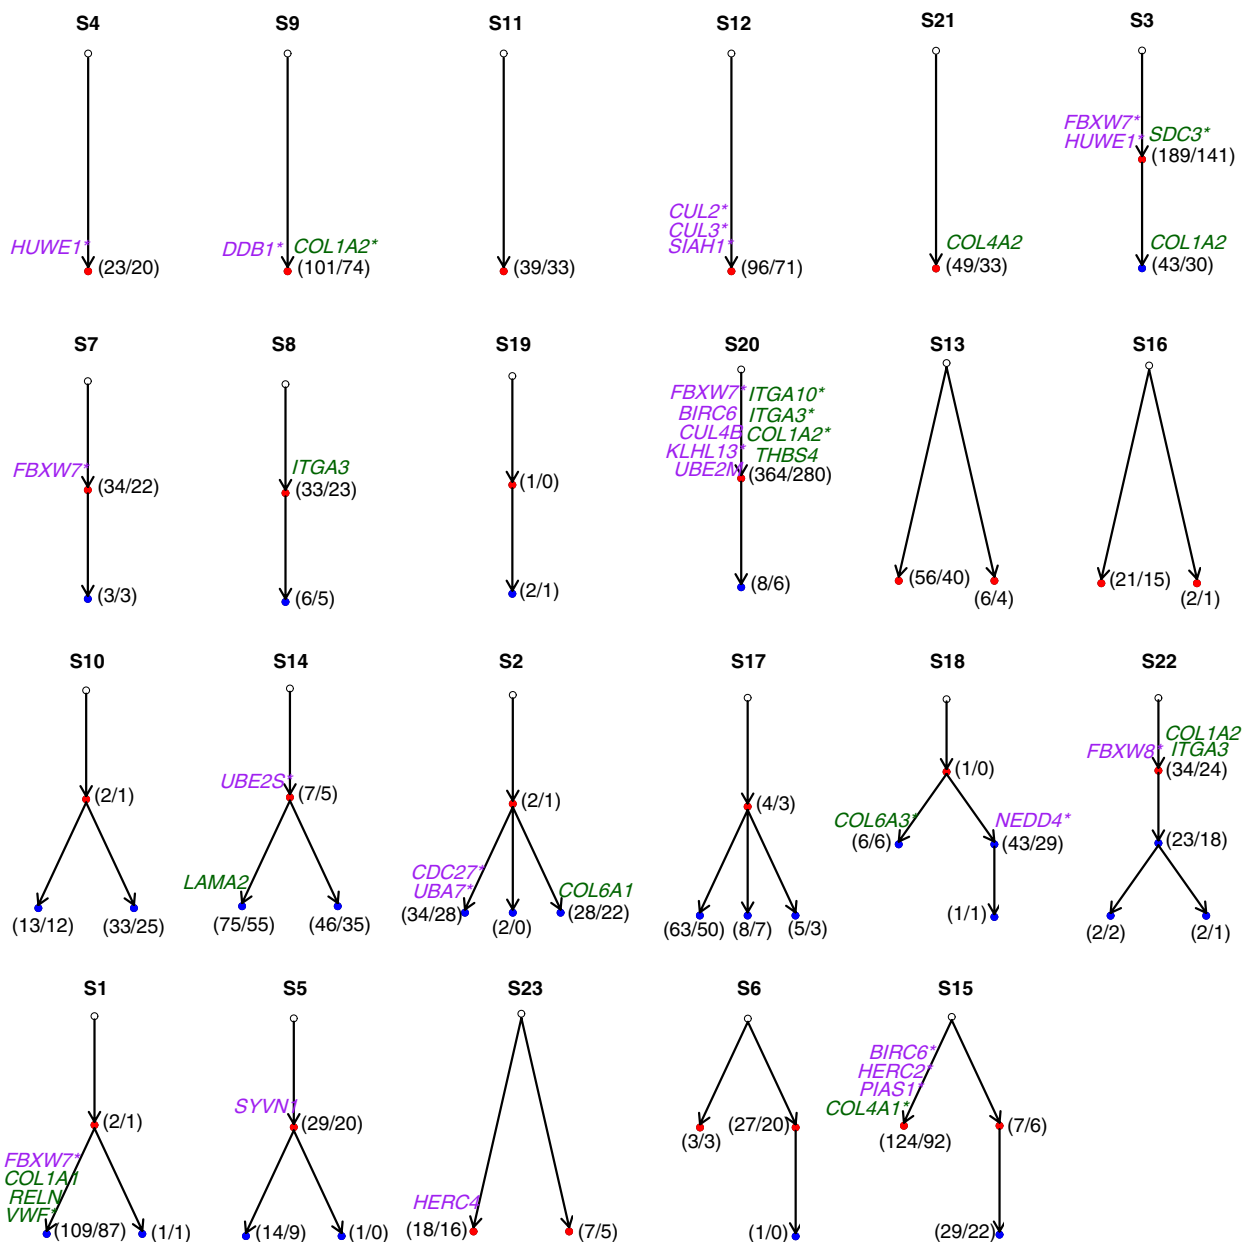 S4
HUWE1*
(23/20)
S9
DDB1*
COL1A2*
(101/74)
S11
(39/33)
S12
CUL2*
CUL3*
SIAH1*
(96/71)
S21
COL4A2
(49/33)
S3
FBXW7*
HUWE1*
SDC3*
(189/141)
COL1A2
(43/30)
S7
FBXW7*
(34/22)
(3/3)
S8
ITGA3
(33/23)
(6/5)
S19
(1/0)
(2/1)
S20
FBXW7*
BIRC6
CUL4B
KLHL13*
UBE2M
ITGA10*
ITGA3*
COL1A2*
THBS4
(364/280)
(8/6)
S13
(56/40)
(6/4)
S16
(21/15)
(2/1)
S10
(2/1)
(13/12)
(33/25)
S14
UBE2S*
(7/5)
LAMA2
(75/55)
(46/35)
S2
(2/1)
CDC27*
UBA7*
(34/28)
(2/0)
COL6A1
(28/22)
S17
(4/3)
(63/50)
(8/7)
(5/3)
S18
(1/0)
COL6A3*
(6/6)
NEDD4*
(43/29)
(1/1)
S22
COL1A2
FBXW8*
ITGA3
(34/24)
(23/18)
(2/2)
(2/1)
S1
(2/1)
FBXW7*
COL1A1
RELN
VWF*
(109/87)
(1/1)
S5
SYVN1
(29/20)
(14/9)
(1/0)
S23
HERC4
(18/16)
(7/5)
S6
(3/3)
(27/20)
(1/0)
S15
BIRC6*
HERC2*
PIAS1*
COL4A1*
(124/92)
(7/6)
(29/22)